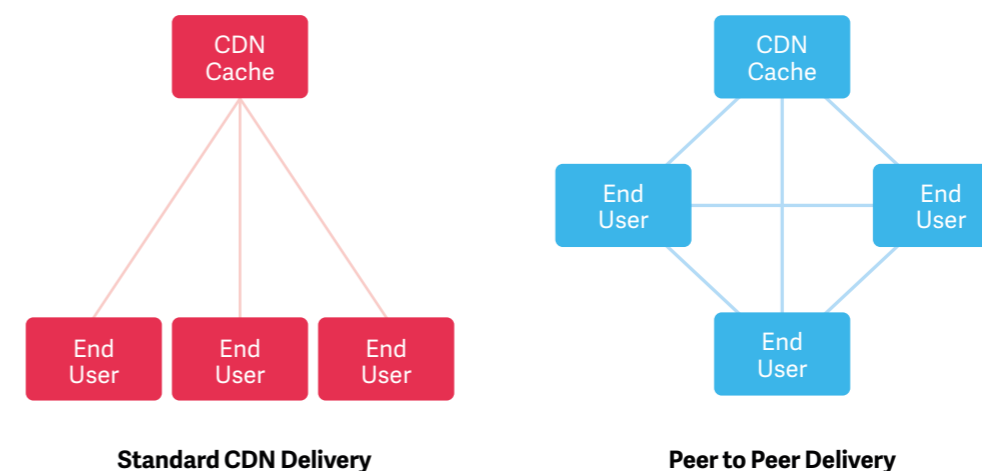 CDN
Cache
End
User
End
User
End
User
Standard CDN Delivery
CDN
Cache
End
User
End
User
End
User
Peer to Peer Delivery